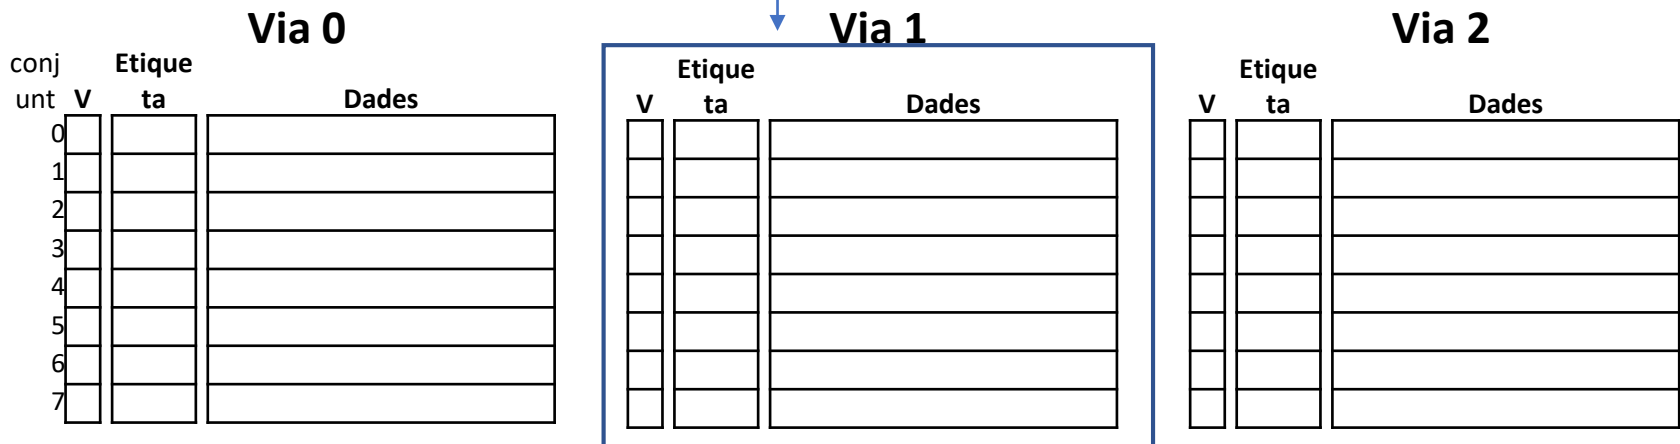 Via 0
Via 1
Via 2
conj
unt
V
Etique
ta
Dades
V
Etique
ta
Dades
V
Etique
ta
Dades
0
1
2
3
4
5
6
7